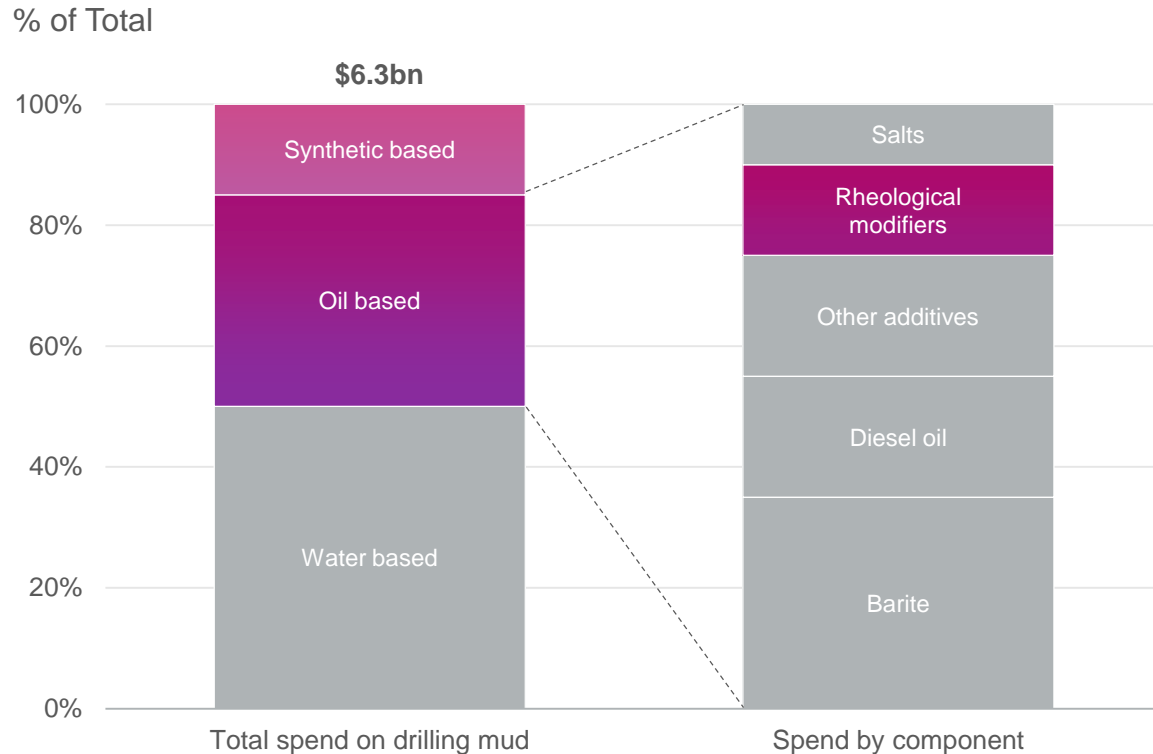 % of Total
$6.3bn
100%
80%
60%
40%
20%
0%
Synthetic based
Oil based
Water based
Salts
Rheological
modifiers
Other additives
Diesel oil
Barite
Total spend on drilling mud
Spend by component